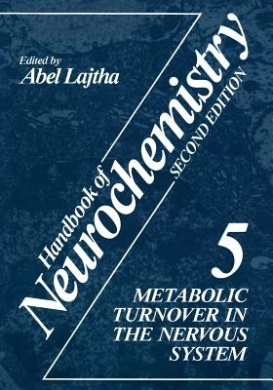 Edited by
Abel Lajtha
Handbook of
Neurochemistry
SECOND EDITION
5
METABOLIC
TURNOVER IN
THE NERVOUS
SYSTEM